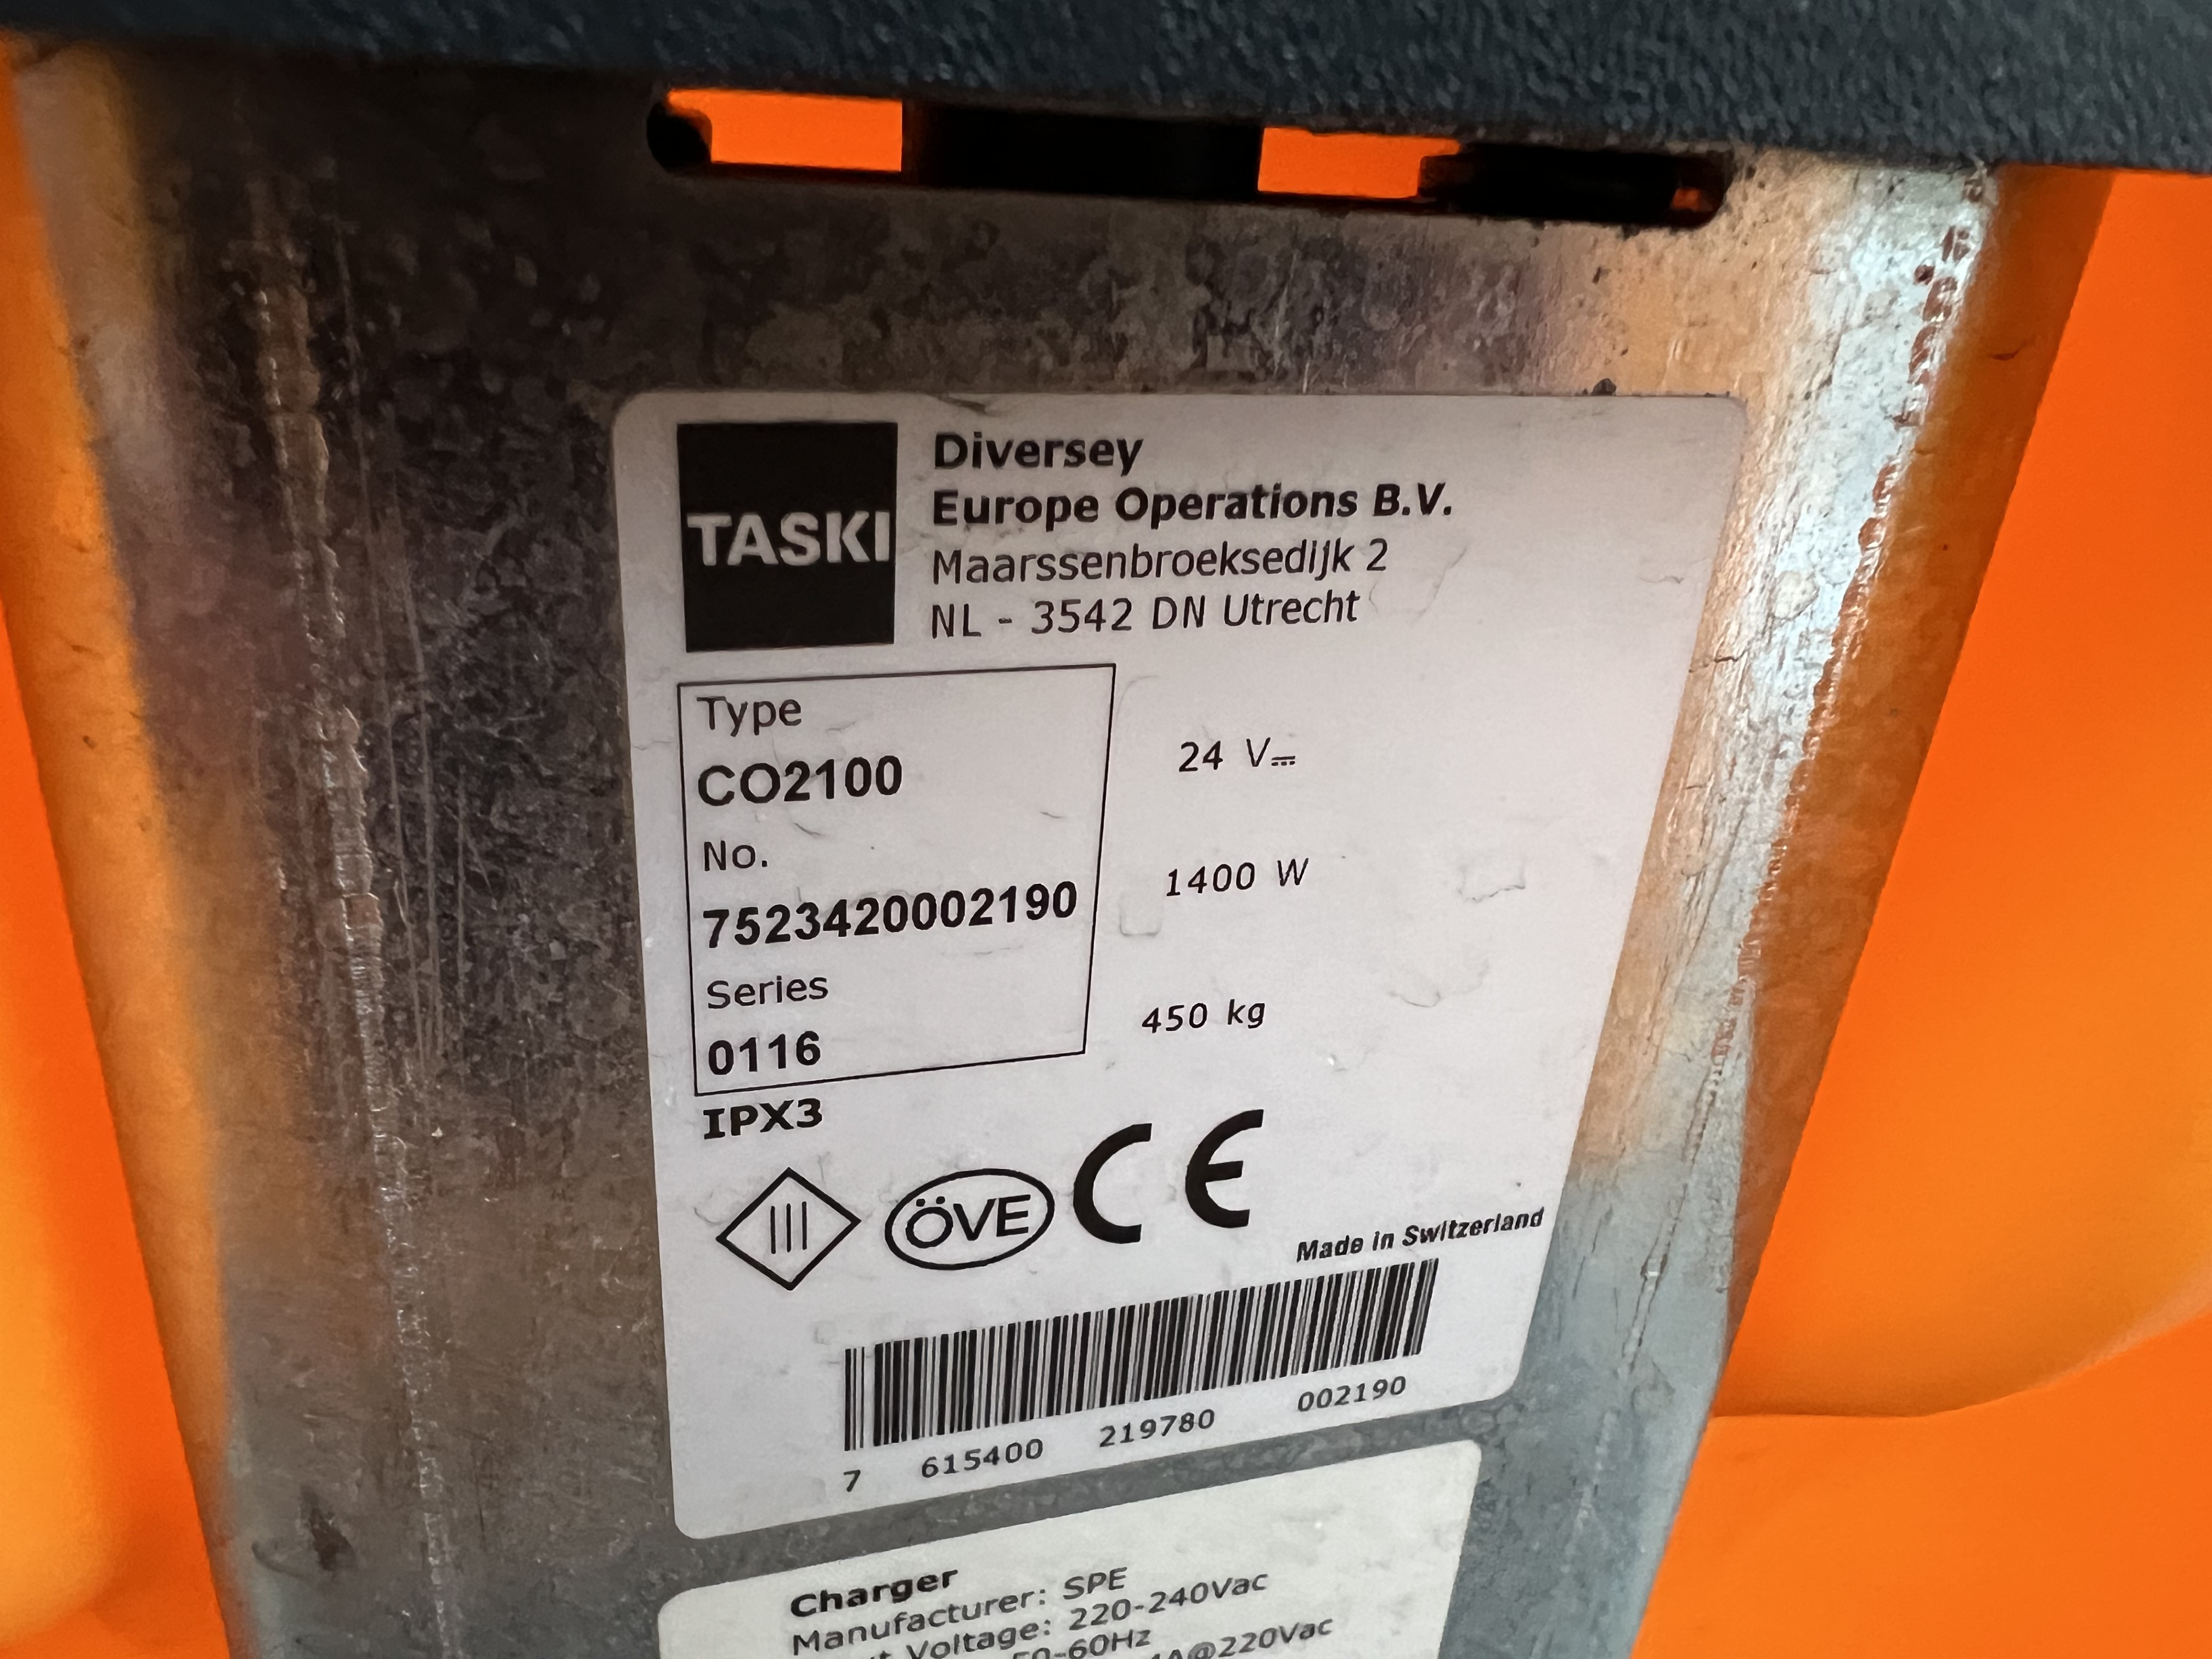 TASKI
Diversey
Europe Operations B.V.
Maarssenbroeksedijk 2
NL - 3542 DN Utrecht
Type
CO2100
24 V
No.
7523420002190
1400 W
Series
0116
450 kg
IPX3
III
ÖVE
CE
Made in Switzerland
7 615400 219780 002190
Charger
Manufacturer: SPE
Voltage: 220-240Vac
50-60Hz
@220Vac